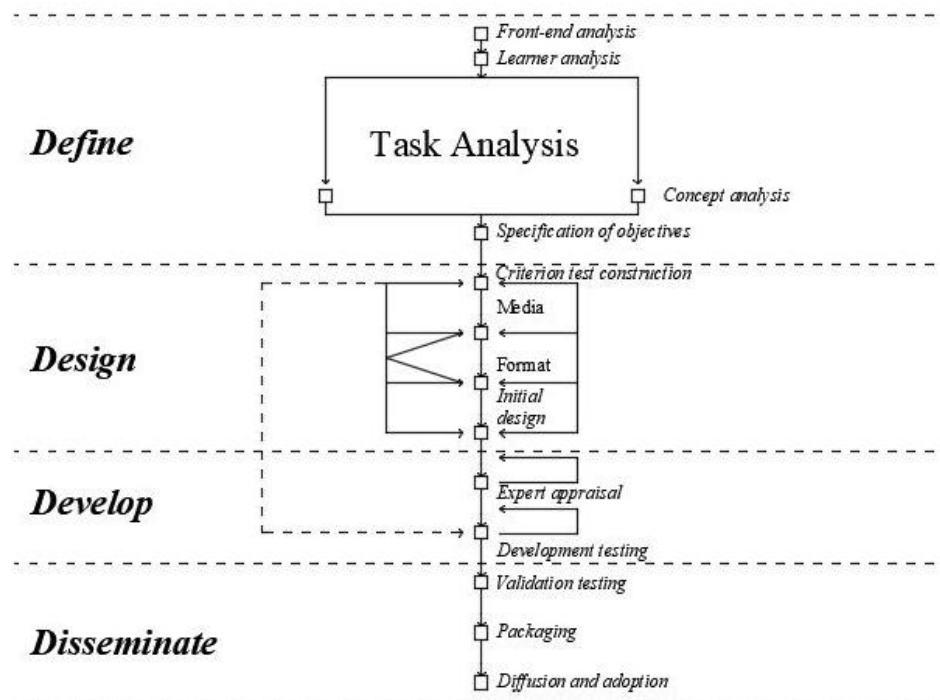 Front-end analysis
Learner analysis
Define
Task Analysis
Concept analysis
Specification of objectives
Criterion test construction
Media
Design
Format
Initial
design
Develop
Expert appraisal
Development testing
Validation testing
Disseminate
Packaging
Diffusion and adoption